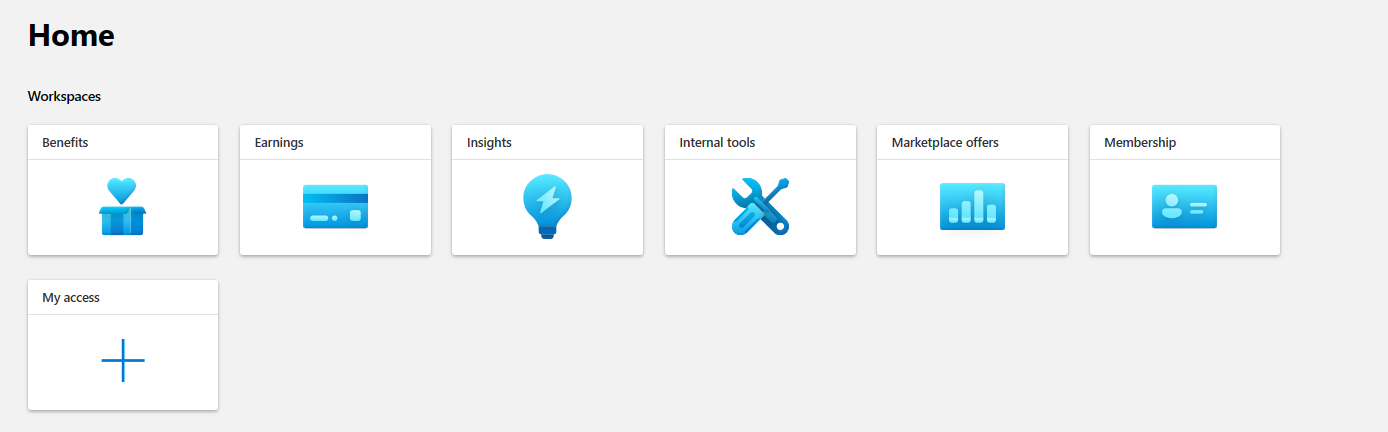 Home
Workspaces
Benefits
Earnings
Insights
Internal tools
Marketplace offers
Membership
My access